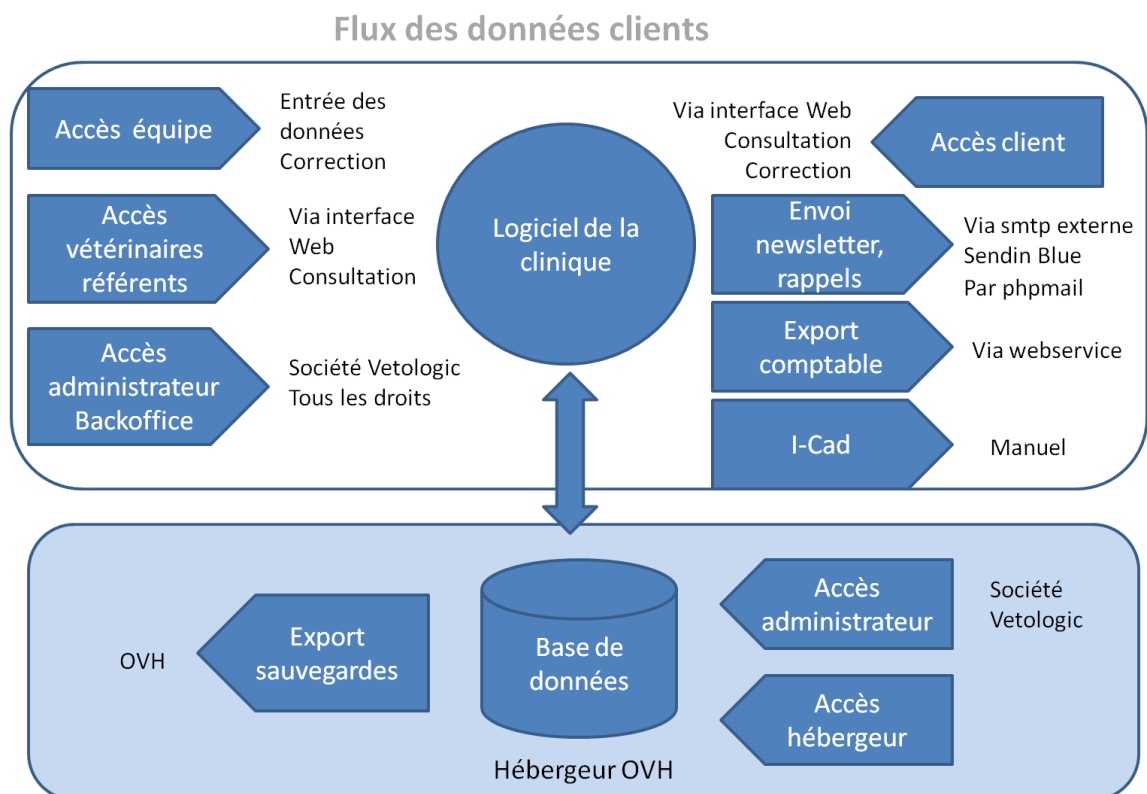 Flux des données clients
Accès équipe
Entrée des
données
Correction
Accès
vétérinaires
référents
Via interface
Web
Consultation
Accès
administrateur
Backoffice
Société Vetologic
Tous les droits
Logiciel de la
clinique
Via interface Web
Consultation
Correction
Accès client
Envoi
newsletter,
rappels
Via smtp externe
Sendin Blue
Par phpmail
Export
comptable
Via webservice
I-Cad
Manuel
OVH
Export
sauvegardes
Base de
données
Accès
administrateur
Société
Vetologic
Accès
hébergeur
Hébergeur OVH